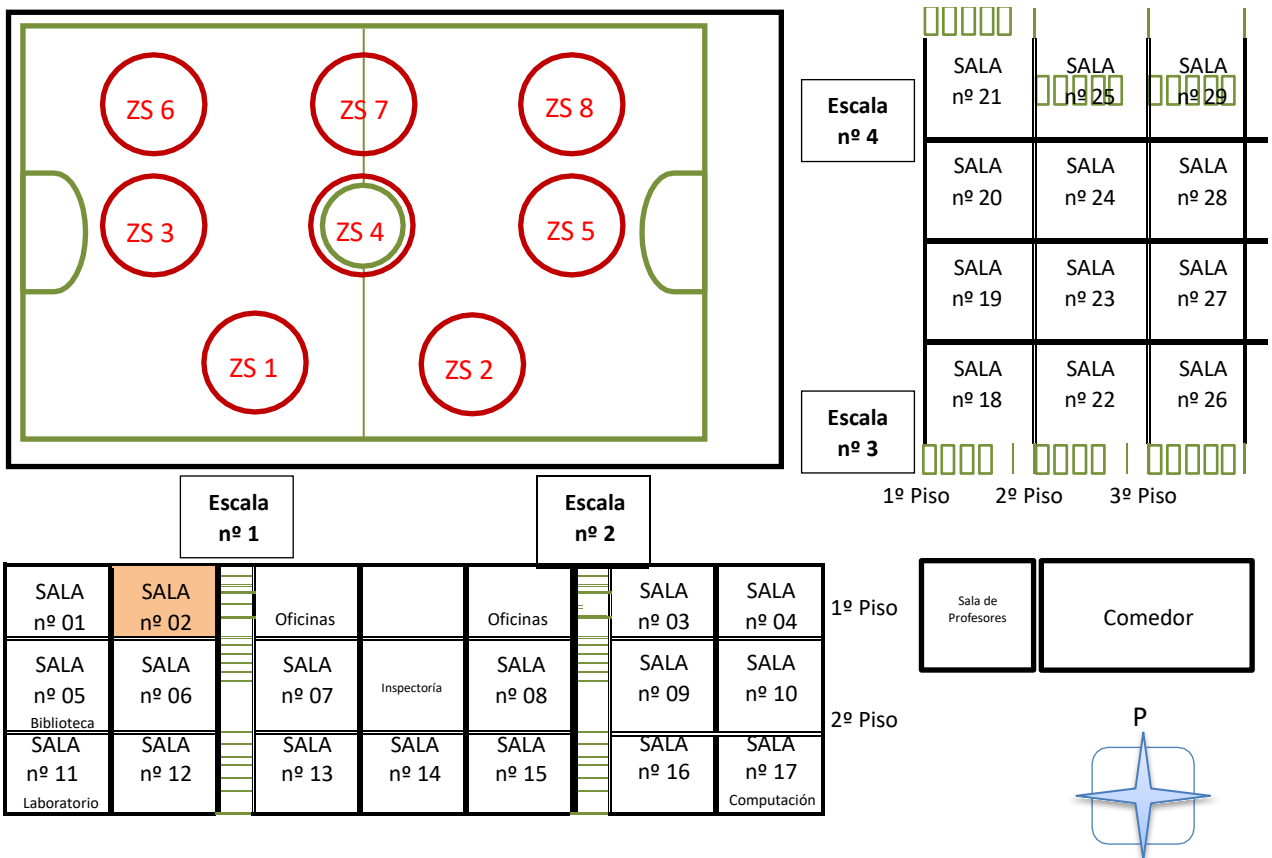 ZS 6
ZS 7
ZS 8
ZS 3
ZS 4
ZS 5
ZS 1
ZS 2
Escala
nº 4
Escala
nº 3
SALA
nº 21
SALA
nº 25
SALA
nº 29
SALA
nº 20
SALA
nº 24
SALA
nº 28
SALA
nº 19
SALA
nº 23
SALA
nº 27
SALA
nº 18
SALA
nº 22
SALA
nº 26
1º Piso
2º Piso
3º Piso
Escala
nº 1
Escala
nº 2
SALA
nº 01
SALA
nº 02
Oficinas
Oficinas
SALA
nº 03
SALA
nº 04
1º Piso
SALA
nº 05
Biblioteca
SALA
nº 06
SALA
nº 07
Inspectoría
SALA
nº 08
SALA
nº 09
SALA
nº 10
2º Piso
SALA
nº 11
Laboratorio
SALA
nº 12
SALA
nº 13
SALA
nº 14
SALA
nº 15
SALA
nº 16
SALA
nº 17
Computación
Sala de
Profesores
Comedor
P